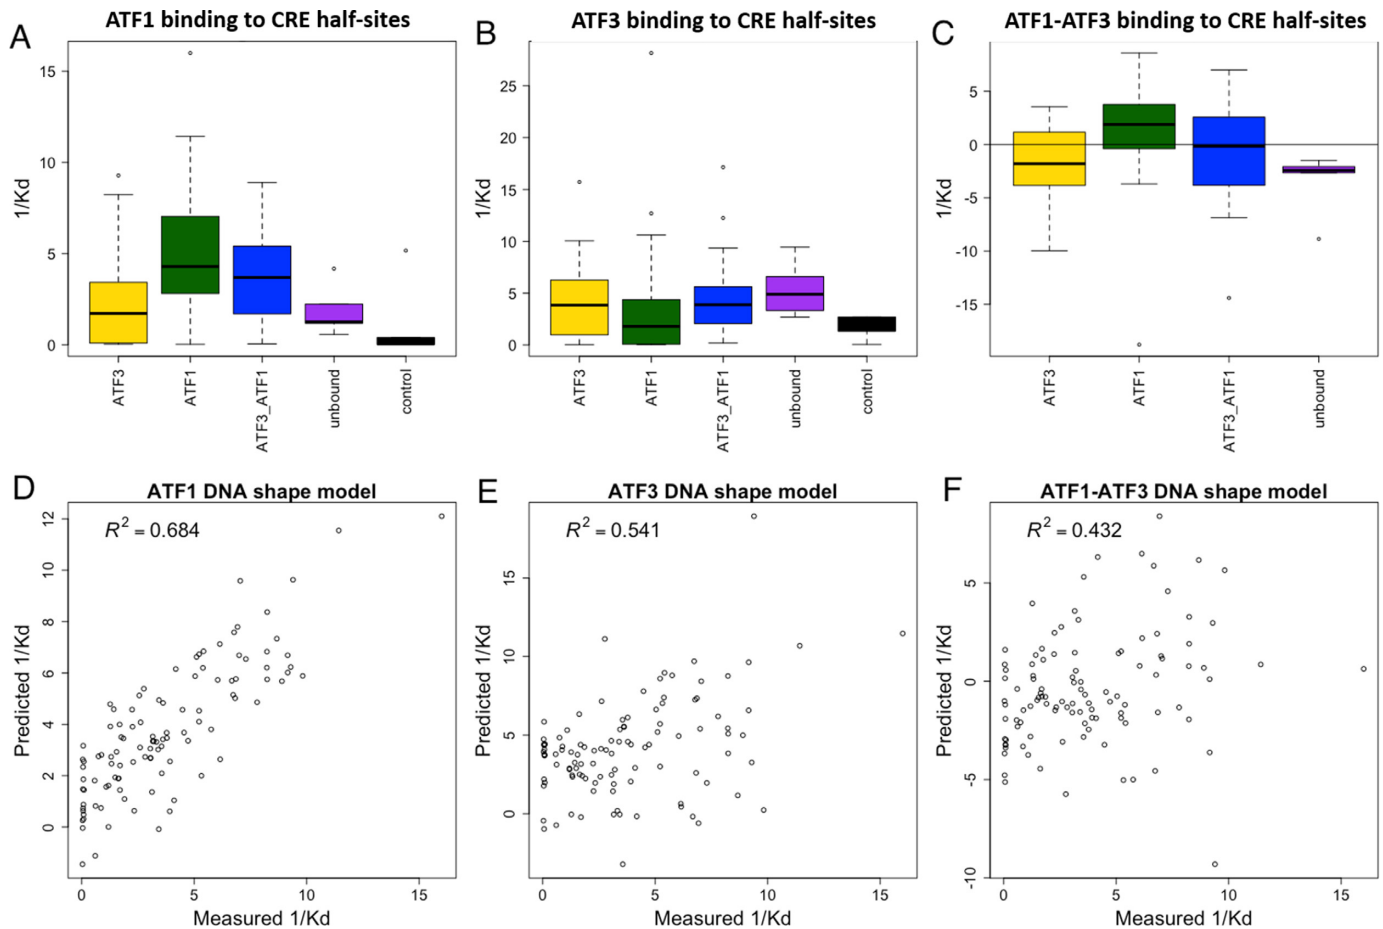 ATF1 binding to CRE half-sites
ATF3 binding to CRE half-sites
ATF1-ATF3 binding to CRE half-sites
A
B
C
1/Kd
15
10
5
0
ATF3
ATF1
ATF3_ATF1
unbound
control
1/Kd
25
20
15
10
5
0
ATF3
ATF1
ATF3_ATF1
unbound
control
1/Kd
5
0
-5
-10
-15
ATF3
ATF1
ATF3_ATF1
unbound
D
ATF1 DNA shape model
R² = 0.684
Predicted 1/Kd
12
10
8
6
4
2
0
0 5 10 15
Measured 1/Kd
E
ATF3 DNA shape model
R² = 0.541
Predicted 1/Kd
15
10
5
0
0 5 10 15
Measured 1/Kd
F
ATF1-ATF3 DNA shape model
R² = 0.432
Predicted 1/Kd
5
0
-5
-10
0 5 10 15
Measured 1/Kd